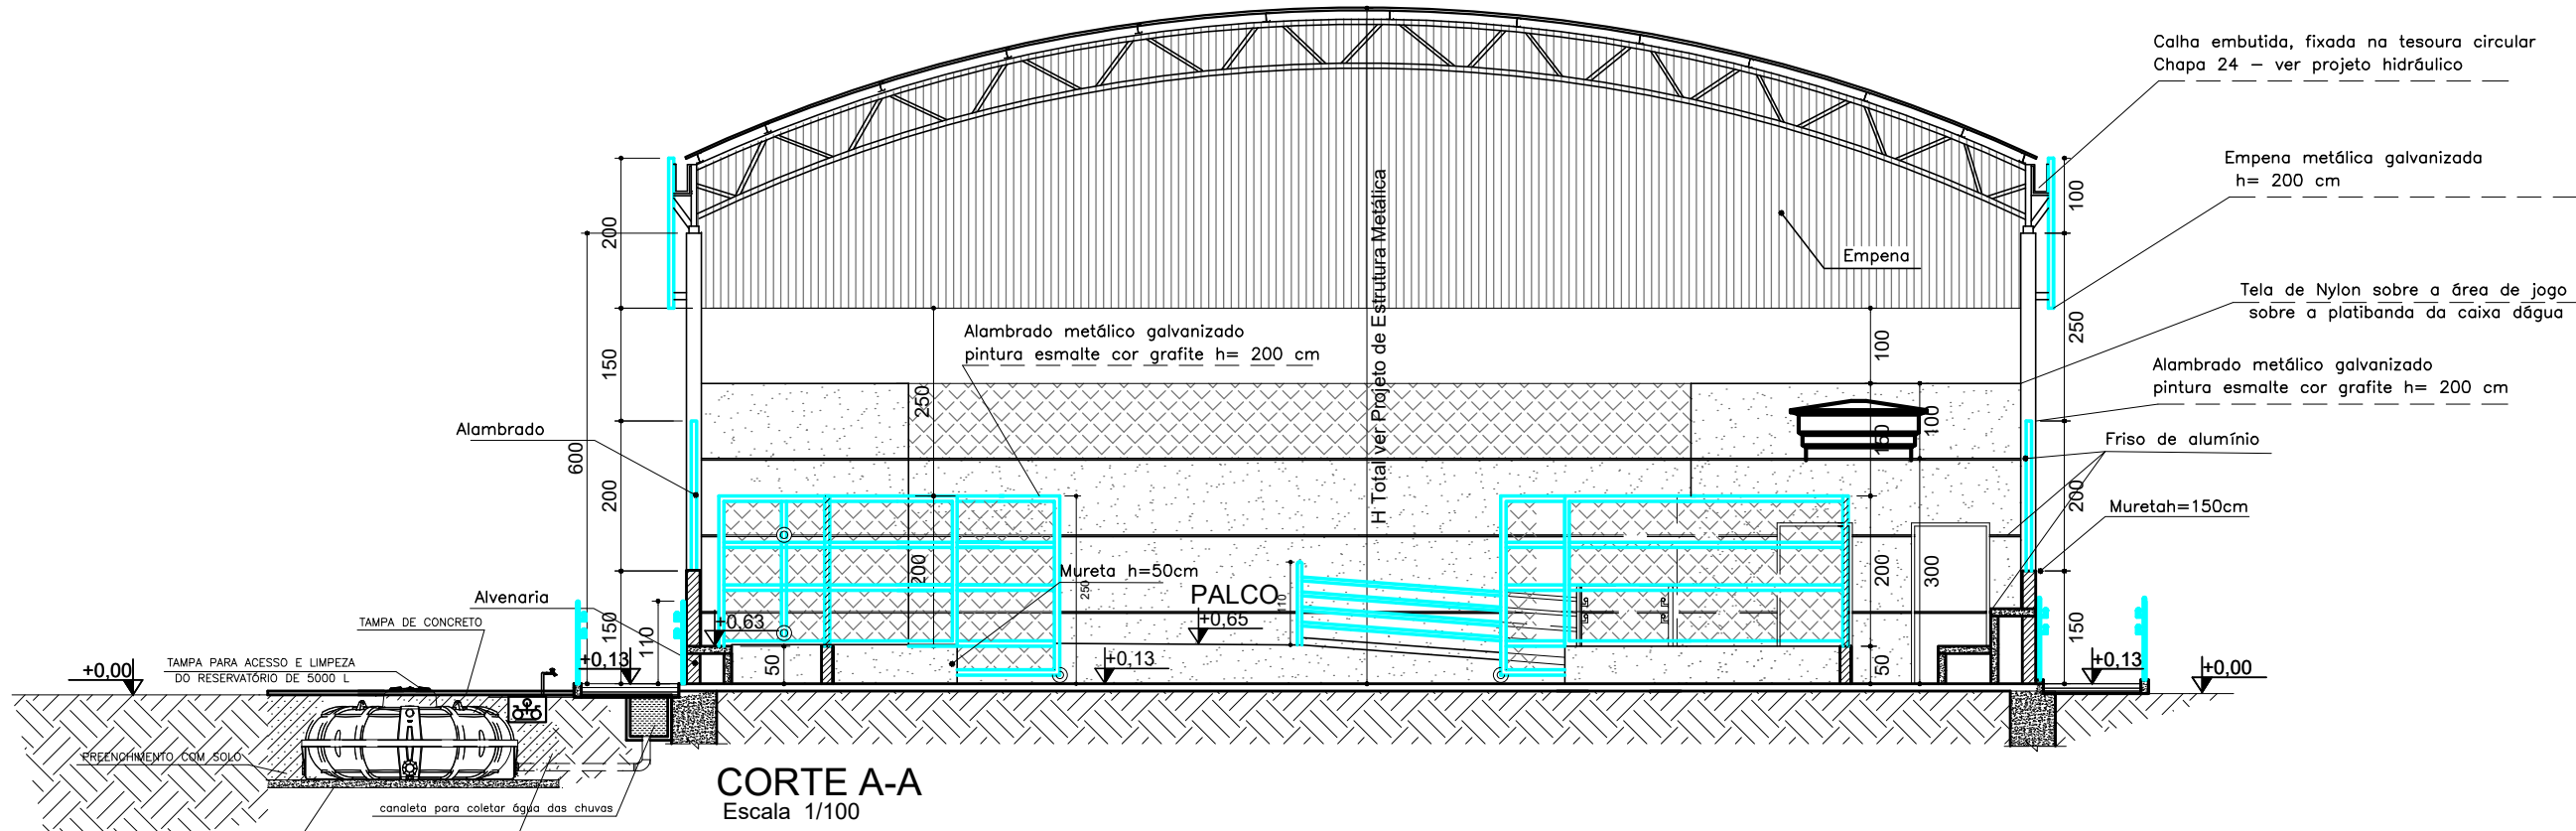 Calha embutida, fixada na tesoura circular
Chapa 24 – ver projeto hidráulico
Empena metálica galvanizada
h= 200 cm
100
200
H Total ver Projeto de Estrutura Metálica
Empena
Tela de Nylon sobre a área de jogo
sobre a platibanda da caixa dágua
250
Alambrado metálico galvanizado
pintura esmalte cor grafite h= 200 cm
100
150
Alambrado metálico galvanizado
pintura esmalte cor grafite h= 200 cm
250
Alambrado
600
150
100
Friso de alumínio
200
200
Muretah=150cm
200
250
Mureta h=50cm
200
300
Alvenaria
PALCO
110
TAMPA DE CONCRETO
+0,63
+0,65
150
110
150
TAMPA PARA ACESSO E LIMPEZA
DO RESERVATÓRIO DE 5000 L
+0,00
+0,13
50
+0,13
50
+0,13
+0,00
PREENCHIMENTO COM SOLO
CORTE A-A
Escala 1/100
canaleta para coletar água das chuvas